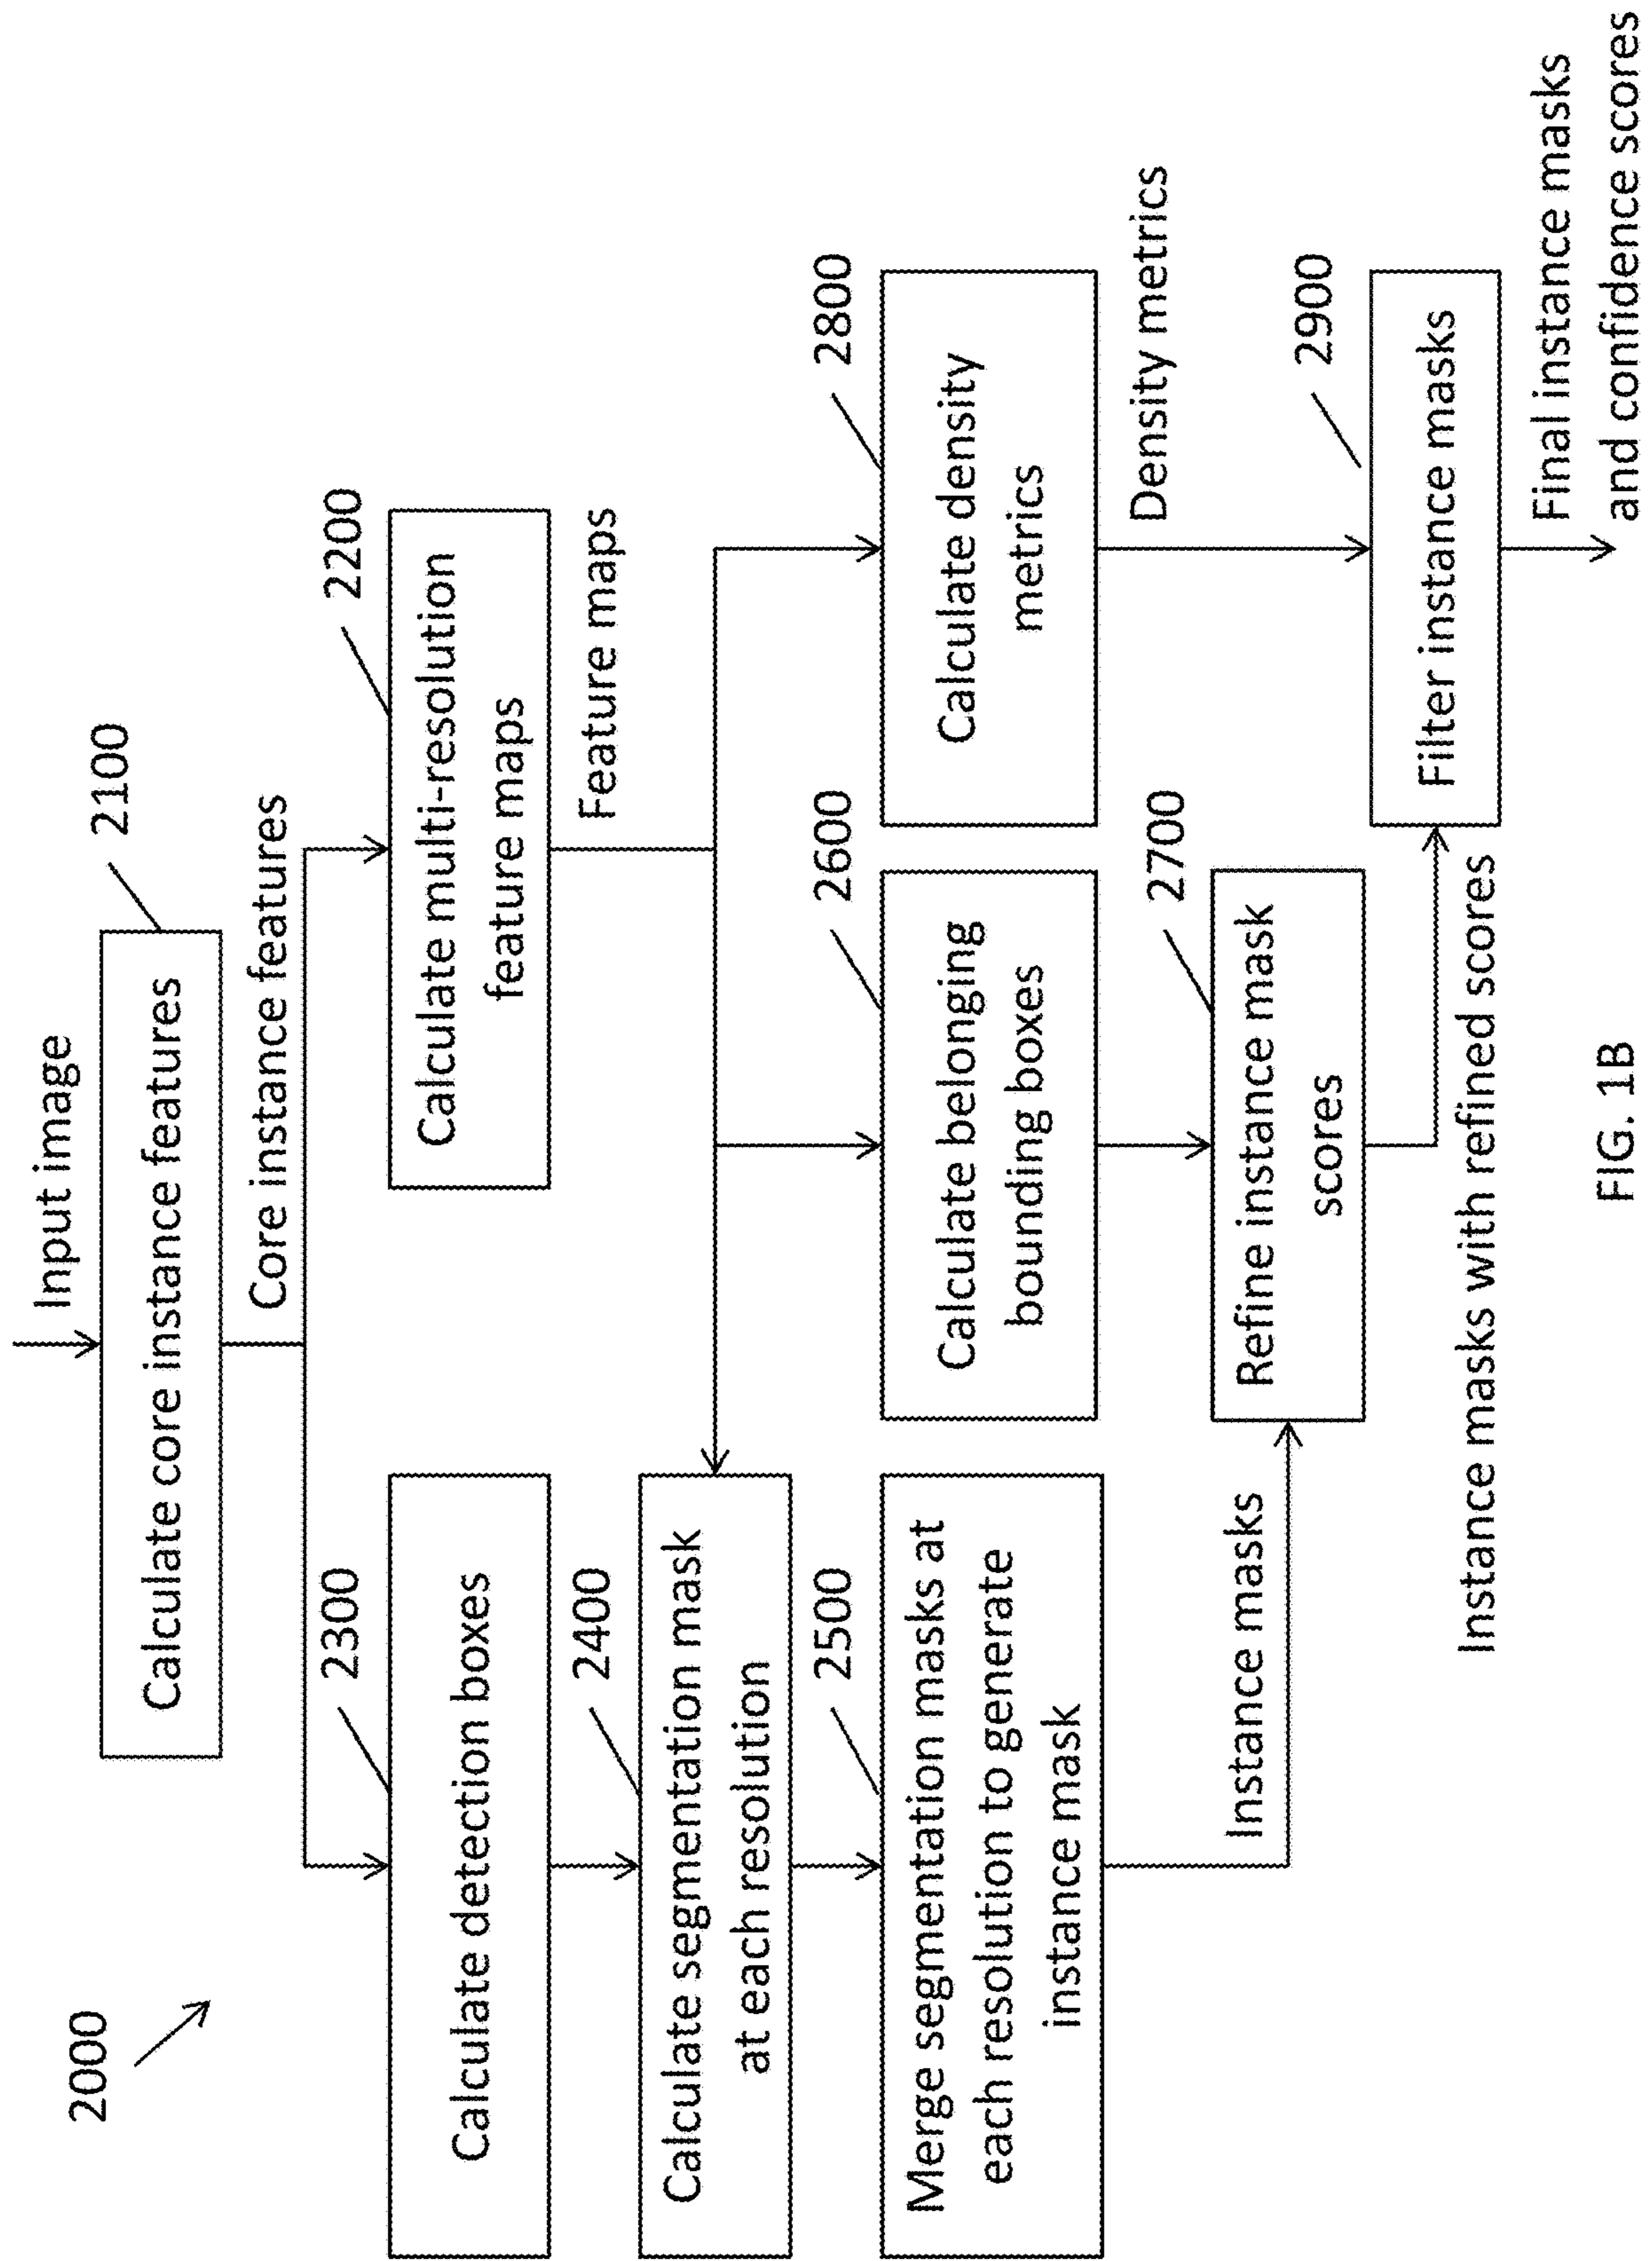 2000
Input image
2100
Calculate core instance features
Core instance features
2300
Calculate detection boxes
2200
Calculate multi-resolution
feature maps
Feature maps
2400
Calculate segmentation mask
at each resolution
2500
Merge segmentation masks at
each resolution to generate
instance mask
2600
Calculate belonging
bounding boxes
2800
Calculate density
metrics
Density metrics
Instance masks
2700
Refine instance mask
scores
2900
Filter instance masks
Instance masks with refined scores
Final instance masks
and confidence scores
FIG. 1B